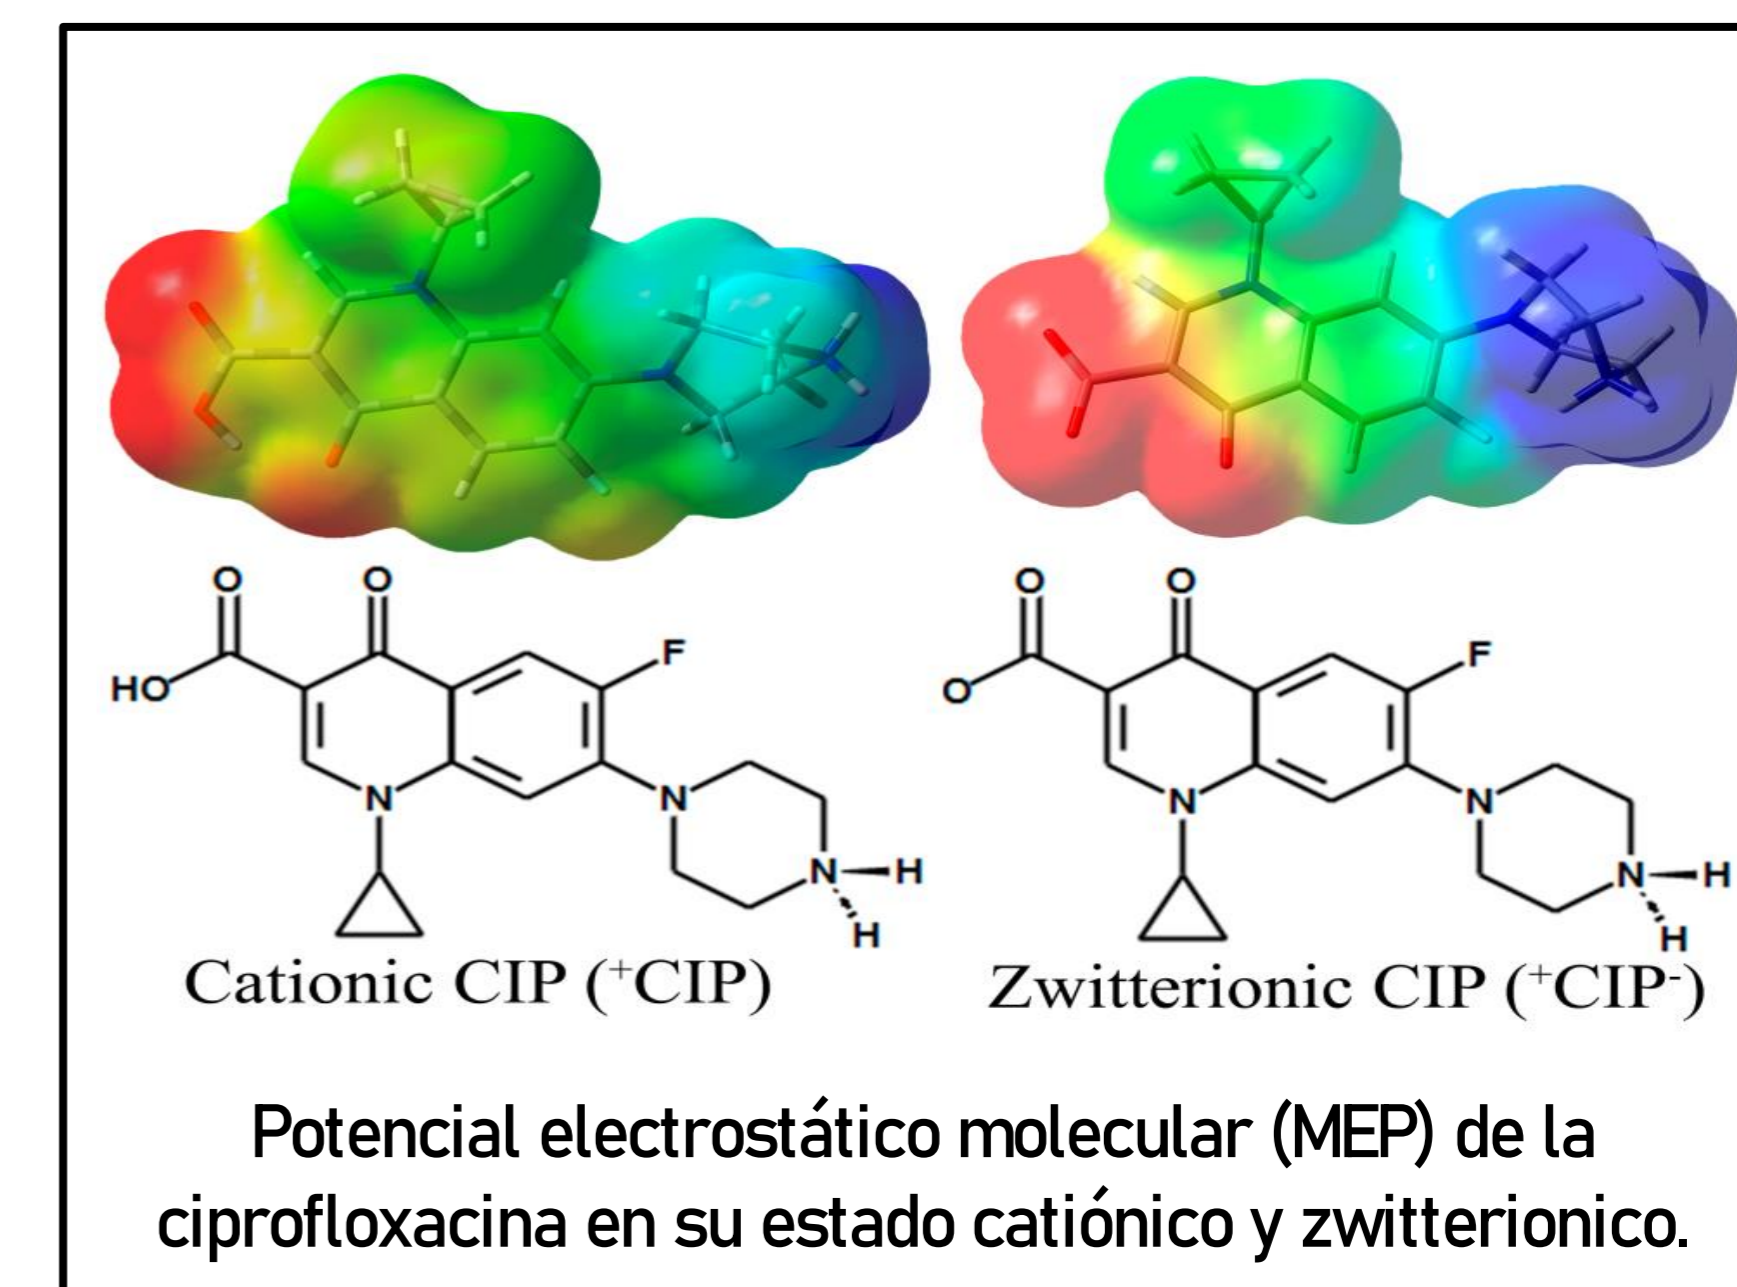 O O
HO F
N N
N H
H
O O
O F
N N
N H
H
Cationic CIP (⁺CIP)
Zwitterionic CIP (⁺CIP⁻)
Potencial electrostático molecular (MEP) de la
ciprofloxacina en su estado catiónico y zwitterionico.